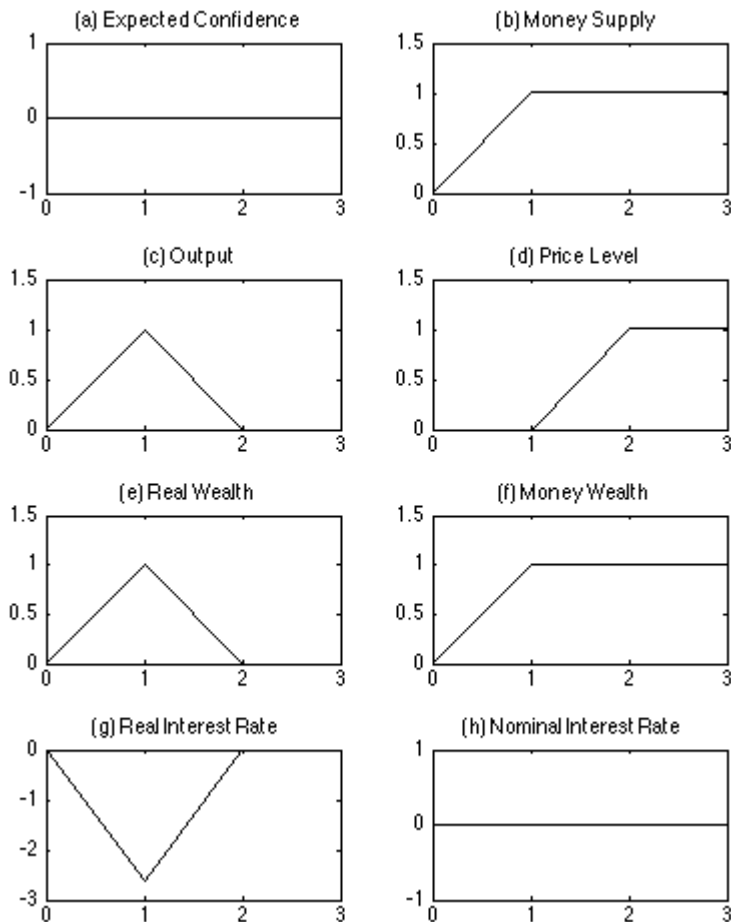 (a) Expected Confidence
1
0
-1
0 1 2 3
(b) Money Supply
1.5
1
0.5
0
0 1 2 3
(c) Output
1.5
1
0.5
0
0 1 2 3
(d) Price Level
1.5
1
0.5
0
0 1 2 3
(e) Real Wealth
1.5
1
0.5
0
0 1 2 3
(f) Money Wealth
1.5
1
0.5
0
0 1 2 3
(g) Real Interest Rate
0
-1
-2
-3
0 1 2 3
(h) Nominal Interest Rate
1
0
-1
0 1 2 3